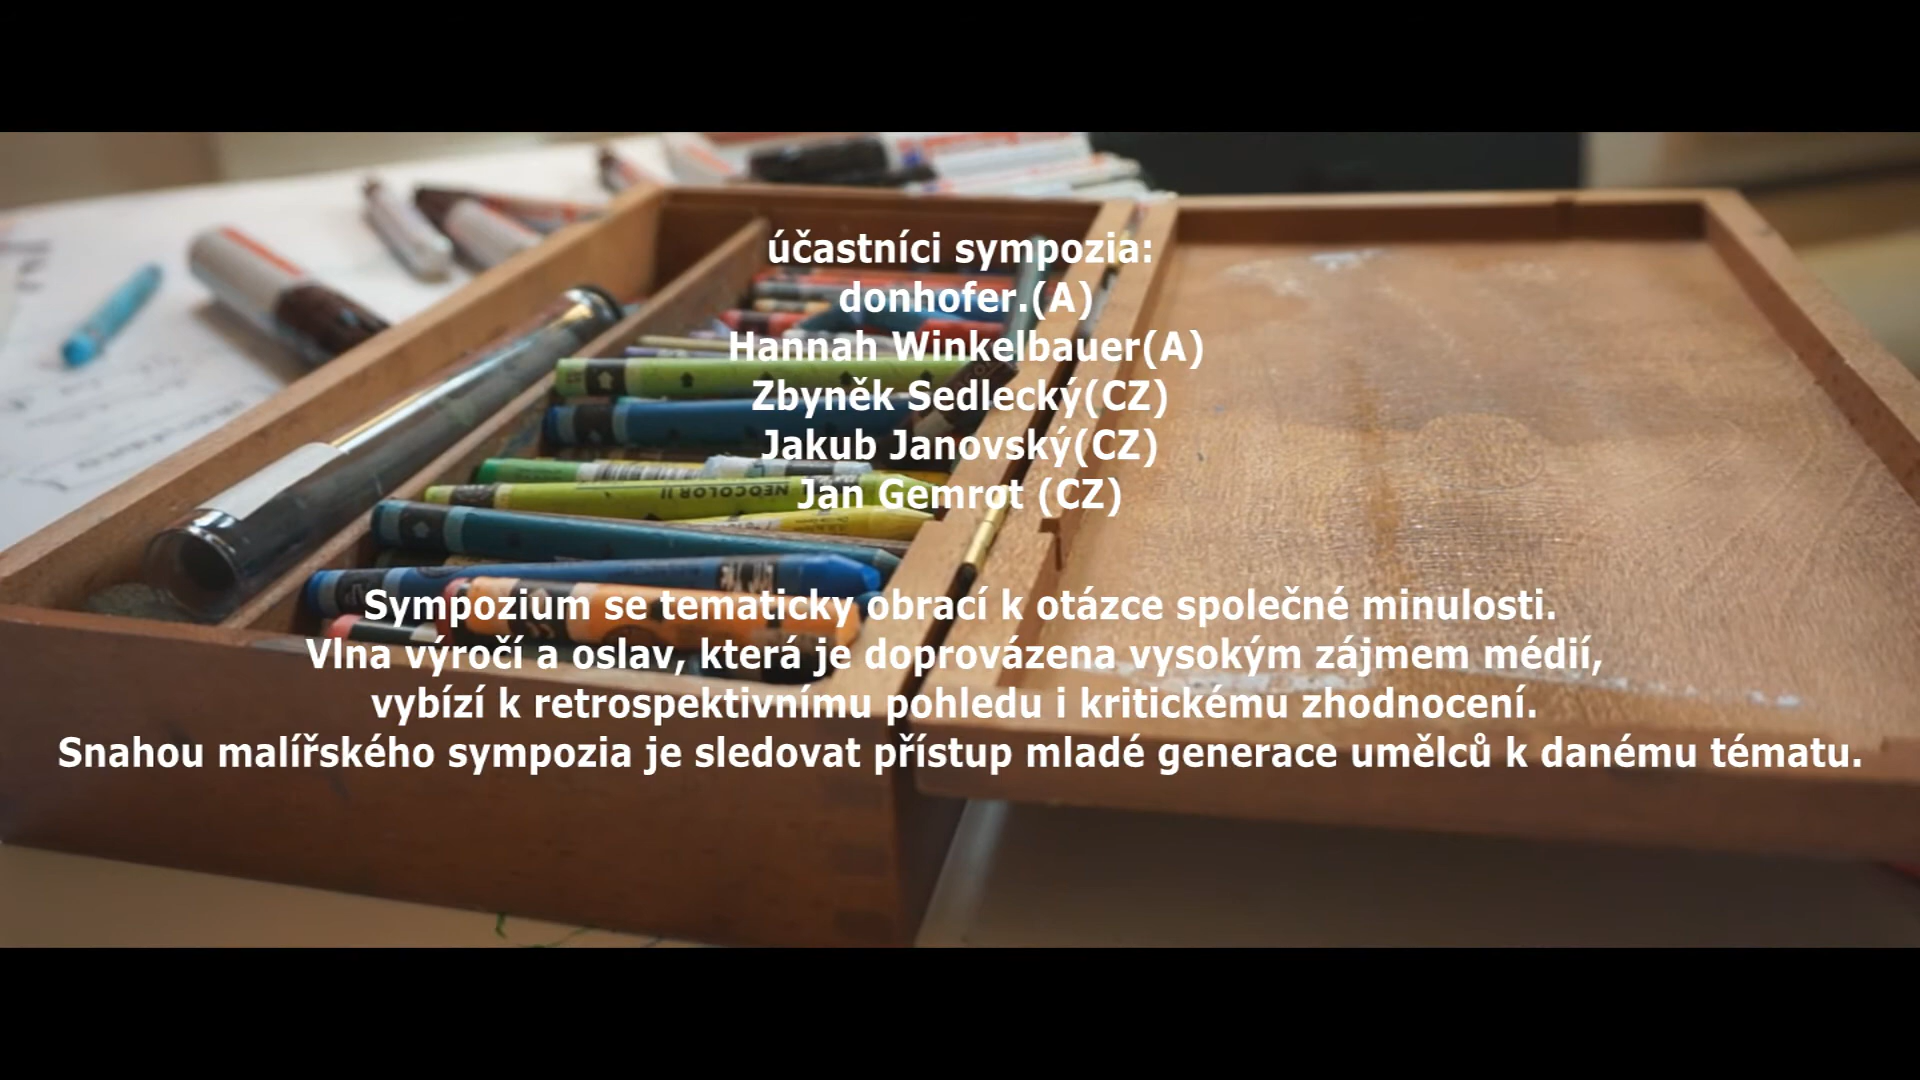 účastníci sympozia:
donhofer.(A)
Hannah Winkelbauer(A)
Zbyněk Sedlecký(CZ)
Jakub Janovský(CZ)
Jan Gemrot (CZ)
NEOCOLOR II
Sympozium se tematicky obrací k otázce společné minulosti.
Vlna výročí a oslav, která je doprovázena vysokým zájmem médií,
vybízí k retrospektivnímu pohledu i kritickému zhodnocení.
Snahou malířského sympozia je sledovat přístup mladé generace umělců k danému tématu.